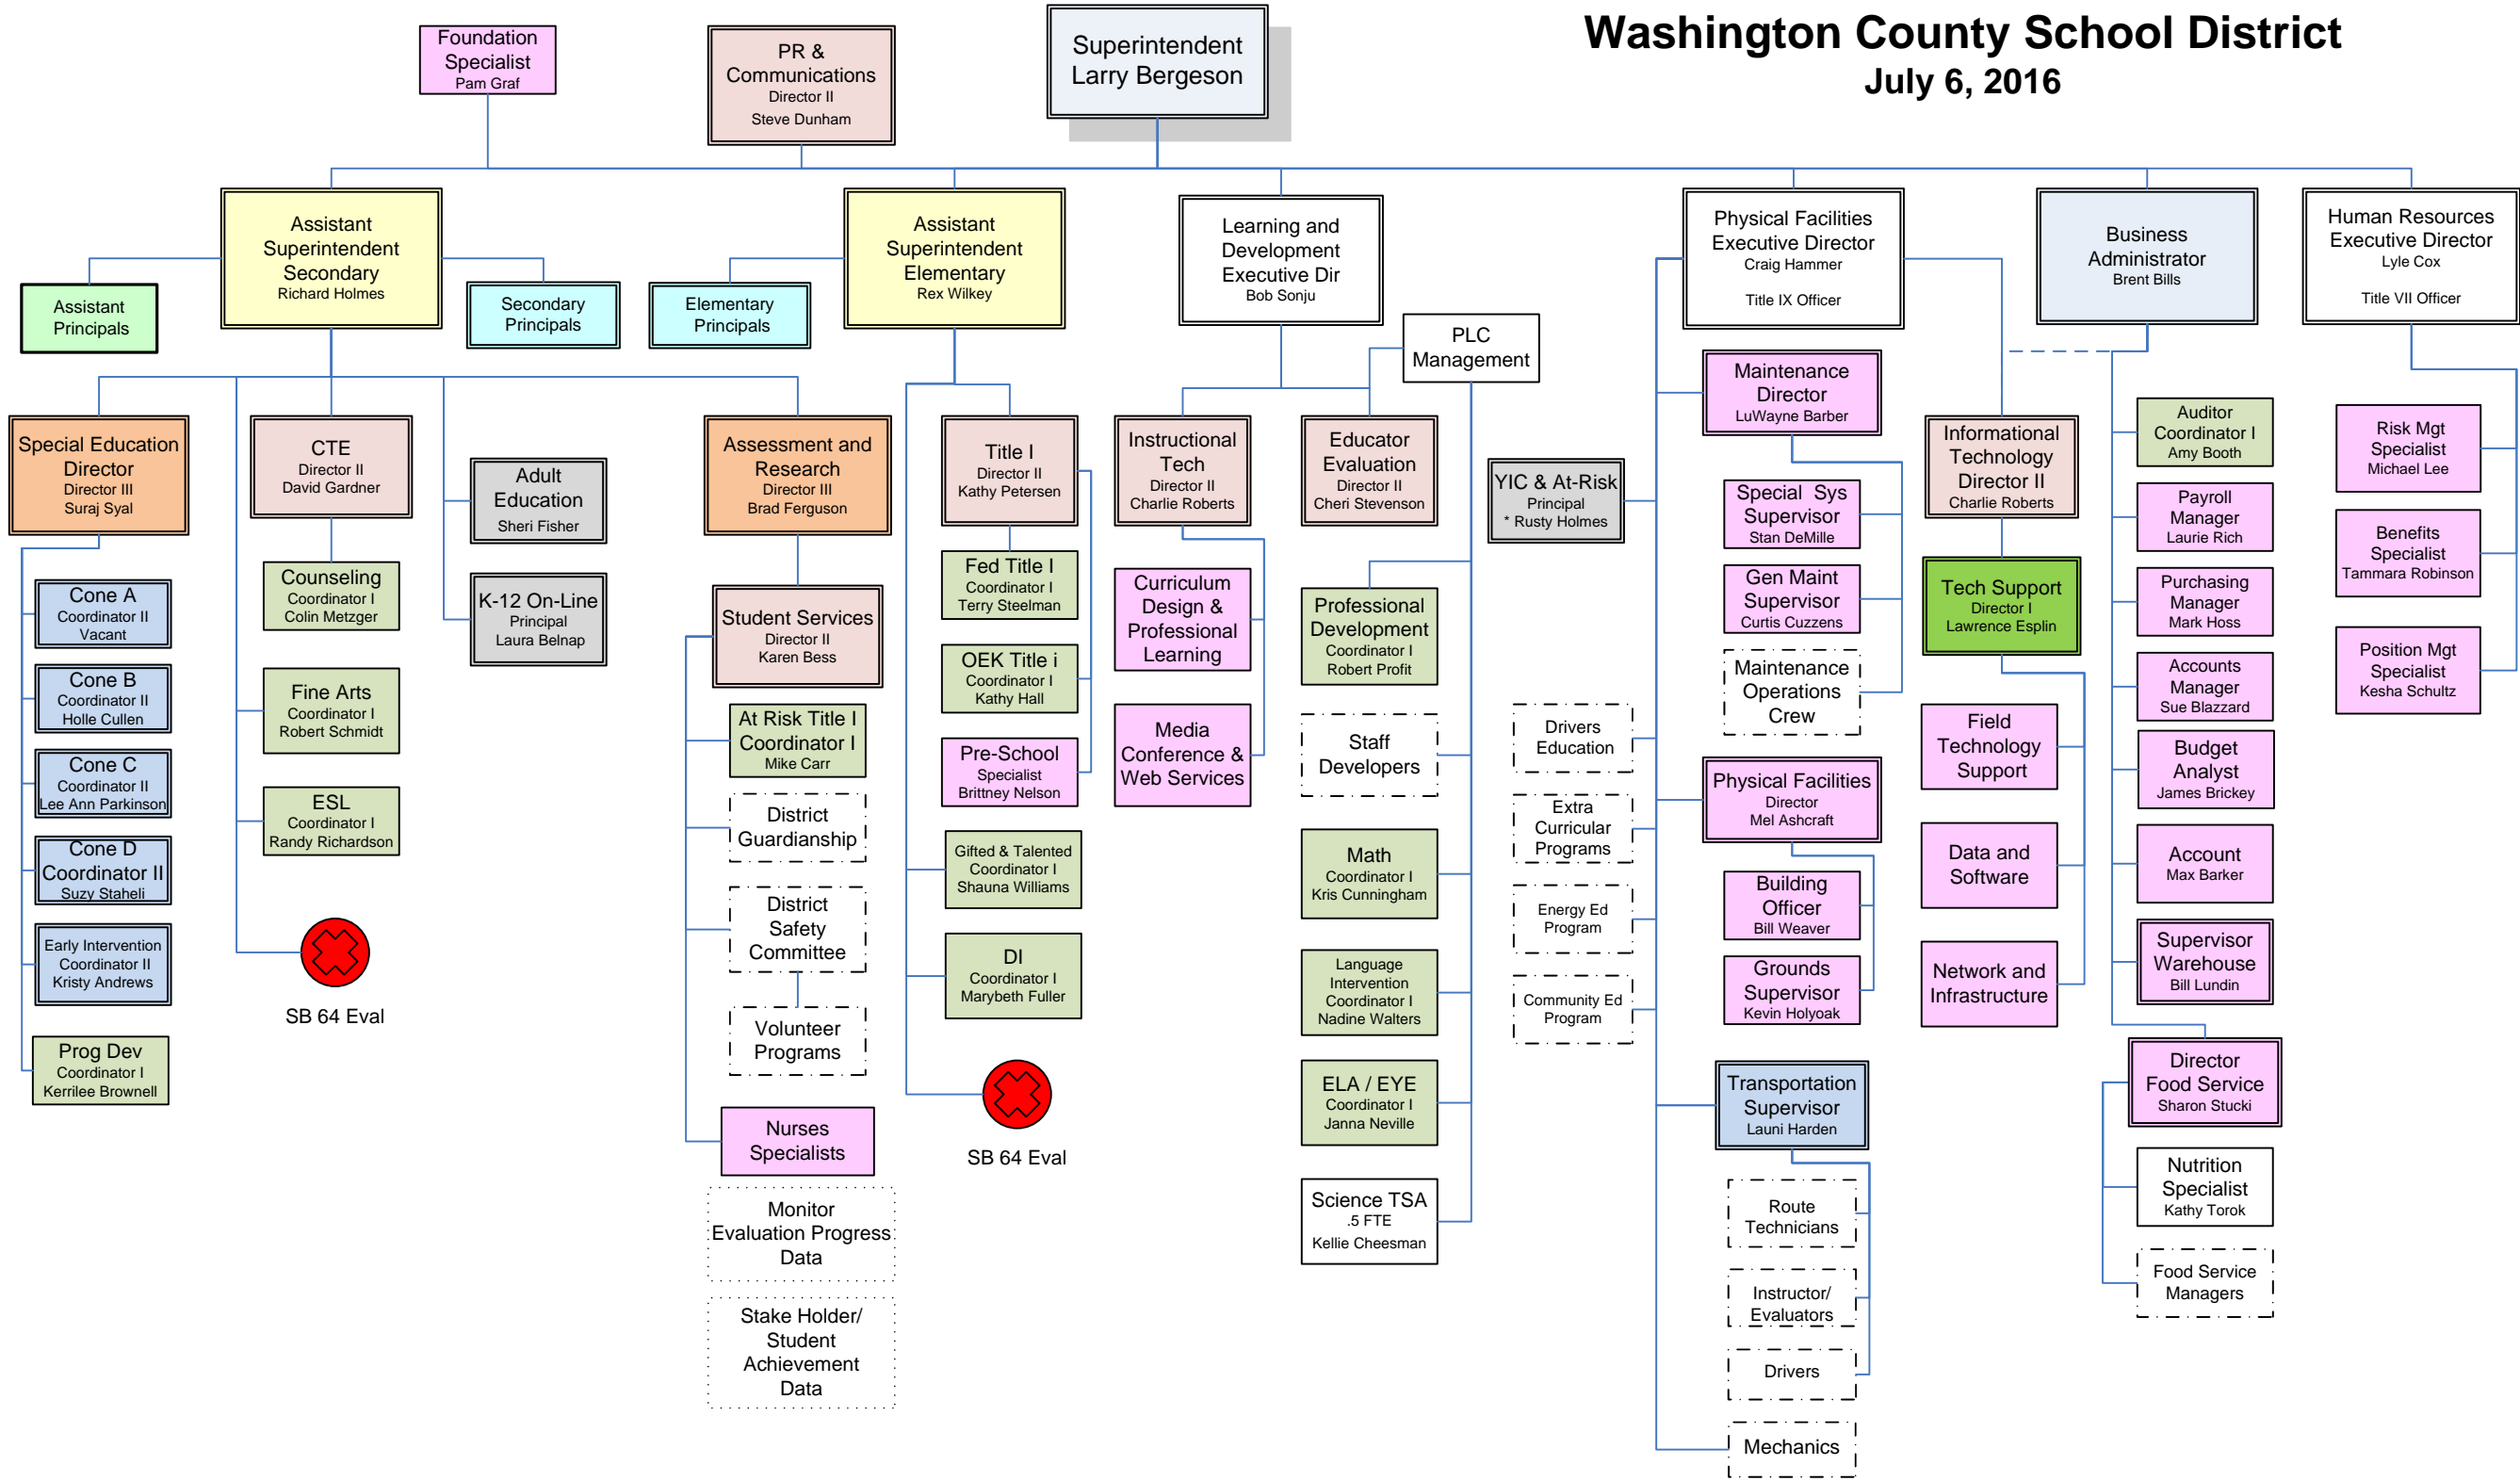 Washington County School District
July 6, 2016
Foundation
Specialist
Pam Graf
PR &
Communications
Director II
Steve Dunham
Superintendent
Larry Bergeson
Assistant
Superintendent
Secondary
Richard Holmes
Assistant
Principals
Secondary
Principals
Assistant
Superintendent
Elementary
Rex Wilkey
Elementary
Principals
Learning and
Development
Executive Dir
Bob Sonju
PLC
Management
Physical Facilities
Executive Director
Craig Hammer
Title IX Officer
Business
Administrator
Brent Bills
Human Resources
Executive Director
Lyle Cox
Title VII Officer
Special Education
Director
Director III
Suraj Syal
Cone A
Coordinator II
Vacant
Cone B
Coordinator II
Holle Cullen
Cone C
Coordinator II
Lee Ann Parkinson
Cone D
Coordinator II
Suzy Staheli
Early Intervention
Coordinator II
Kristy Andrews
Prog Dev
Coordinator I
Kerrilee Brownell
CTE
Director II
David Gardner
Counseling
Coordinator I
Colin Metzger
Fine Arts
Coordinator I
Robert Schmidt
ESL
Coordinator I
Randy Richardson
SB 64 Eval
Adult
Education
Sheri Fisher
K-12 On-Line
Principal
Laura Belnap
Assessment and
Research
Director III
Brad Ferguson
Student Services
Director II
Karen Bess
At Risk Title I
Coordinator I
Mike Carr
District
Guardianship
District
Safety
Committee
Volunteer
Programs
Nurses
Specialists
Monitor
Evaluation Progress
Data
Stake Holder/
Student
Achievement
Data
Title I
Director II
Kathy Petersen
Fed Title I
Coordinator I
Terry Steelman
OEK Title i
Coordinator I
Kathy Hall
Pre-School
Specialist
Brittney Nelson
Gifted & Talented
Coordinator I
Shauna Williams
DI
Coordinator I
Marybeth Fuller
SB 64 Eval
Instructional
Tech
Director II
Charlie Roberts
Curriculum
Design &
Professional
Learning
Media
Conference &
Web Services
Educator
Evaluation
Director II
Cheri Stevenson
Professional
Development
Coordinator I
Robert Profit
Staff
Developers
Math
Coordinator I
Kris Cunningham
Language
Intervention
Coordinator I
Nadine Walters
ELA / EYE
Coordinator I
Janna Neville
Science TSA
.5 FTE
Kellie Cheesman
YIC & At-Risk
Principal
* Rusty Holmes
Drivers
Education
Extra
Curricular
Programs
Energy Ed
Program
Community Ed
Program
Maintenance
Director
LuWayne Barber
Special Sys
Supervisor
Stan DeMille
Gen Maint
Supervisor
Curtis Cuzzens
Maintenance
Operations
Crew
Physical Facilities
Director
Mel Ashcraft
Building
Officer
Bill Weaver
Grounds
Supervisor
Kevin Holyoak
Transportation
Supervisor
Launi Harden
Route
Technicians
Instructor/
Evaluators
Drivers
Mechanics
Informational
Technology
Director II
Charlie Roberts
Tech Support
Director I
Lawrence Esplin
Field
Technology
Support
Data and
Software
Network and
Infrastructure
Auditor
Coordinator I
Amy Booth
Payroll
Manager
Laurie Rich
Purchasing
Manager
Mark Hoss
Accounts
Manager
Sue Blazzard
Budget
Analyst
James Brickey
Account
Max Barker
Supervisor
Warehouse
Bill Lundin
Director
Food Service
Sharon Stucki
Nutrition
Specialist
Kathy Torok
Food Service
Managers
Risk Mgt
Specialist
Michael Lee
Benefits
Specialist
Tammara Robinson
Position Mgt
Specialist
Kesha Schultz